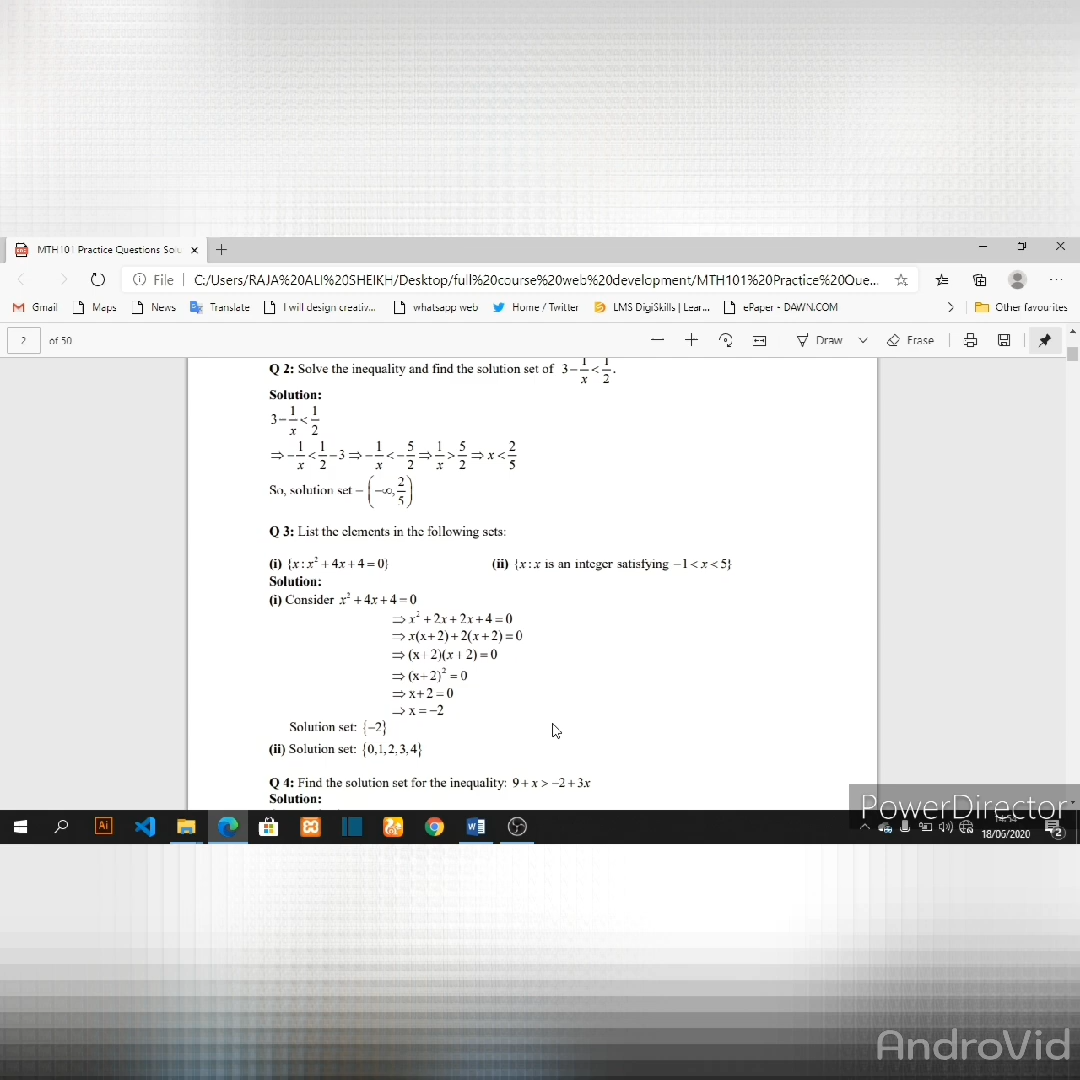 MTH101 Practice Questions Solu
File | C:/Users/RAJA%20ALI%20SHEIKH/Desktop/full%20course%20web%20development/MTH101%20Practice%20Que...
Gmail Maps News Translate I will design creativ... whatsapp web Home / Twitter LMS DigiSkills | Lear... ePaper - DAWN.COM Other favourites
2 of 50 Draw Erase
Q 2: Solve the inequality and find the solution set of 3 − 1/x < 1/2.
Solution:
3 − 1/x < 1/2
⇒ − 1/x < 1/2 − 3 ⇒ − 1/x < − 5/2 ⇒ 1/x > 5/2 ⇒ x < 2/5
So, solution set = (−∞, 2/5)
Q 3: List the elements in the following sets:
(i) {x : x² + 4x + 4 = 0} (ii) {x : x is an integer satisfying −1 < x < 5}
Solution:
(i) Consider x² + 4x + 4 = 0
⇒ x² + 2x + 2x + 4 = 0
⇒ x(x + 2) + 2(x + 2) = 0
⇒ (x + 2)(x + 2) = 0
⇒ (x + 2)² = 0
⇒ x + 2 = 0
⇒ x = −2
Solution set: {−2}
(ii) Solution set: {0,1,2,3,4}
Q 4: Find the solution set for the inequality: 9 + x > −2 + 3x
Solution:
PowerDirector
Ai
14:54
18/06/2020
2
AndroVid